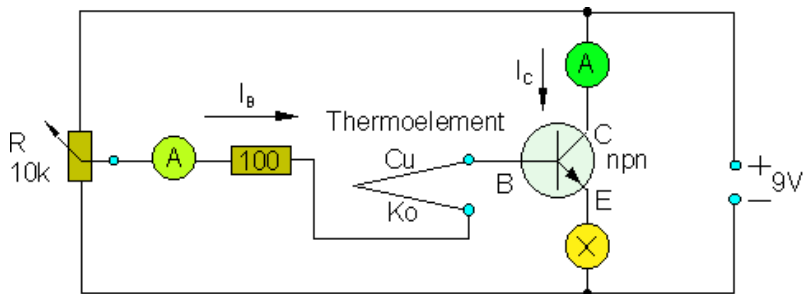 A
I_C
I_B
Thermoelement
R
10k
A
100
Cu
Ko
B
C
npn
E
+
9V
–